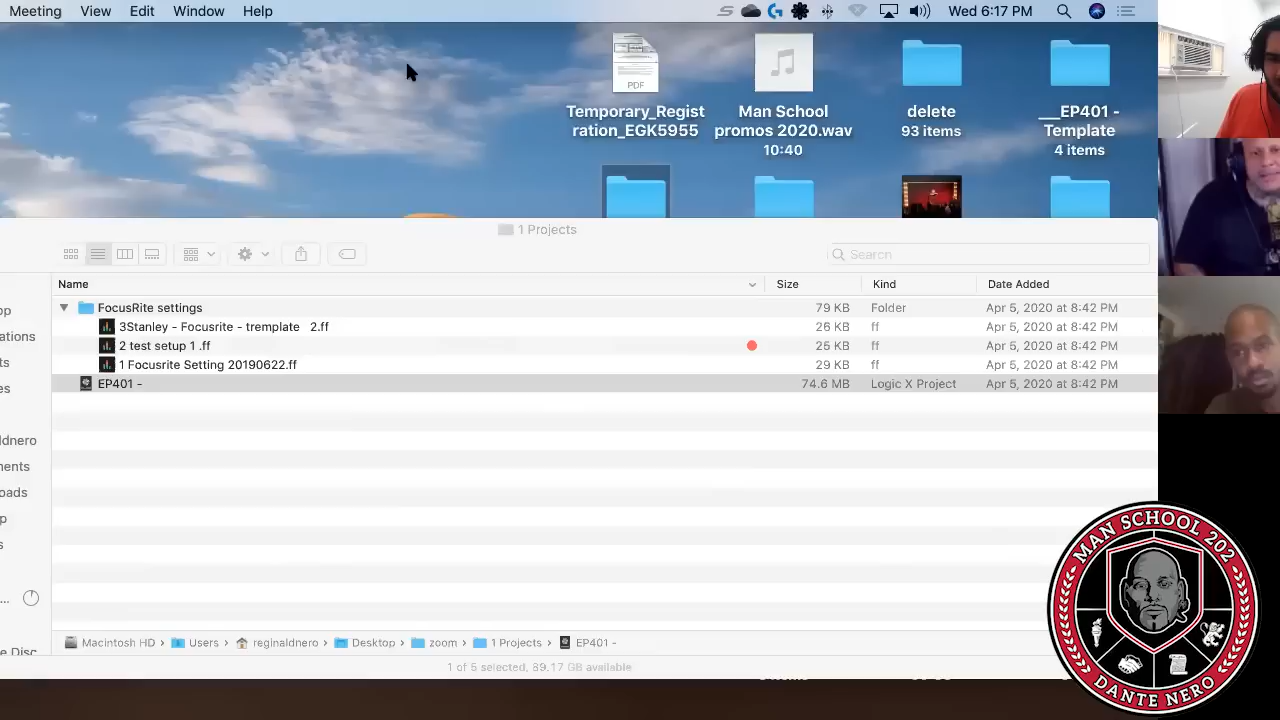 Meeting View Edit Window Help Wed 6:17 PM
PDF
Temporary_Regist
ration_EGK5955
Man School
promos 2020.wav
10:40
delete
93 items
___EP401 -
Template
4 items
1 Projects
Search
Name Size Kind Date Added
FocusRite settings 79 KB Folder Apr 5, 2020 at 8:42 PM
3Stanley - Focusrite - tremplate 2.ff 26 KB ff Apr 5, 2020 at 8:42 PM
2 test setup 1 .ff 25 KB ff Apr 5, 2020 at 8:42 PM
1 Focusrite Setting 20190622.ff 29 KB ff Apr 5, 2020 at 8:42 PM
EP401 - 74.6 MB Logic X Project Apr 5, 2020 at 8:42 PM
op
ations
ts
es
ldnero
ments
oads
p
s
...
e Disc
Macintosh HD › Users › reginaldnero › Desktop › zoom › 1 Projects › EP401 -
1 of 5 selected, 89.17 GB available
MAN SCHOOL 202
DANTE NERO